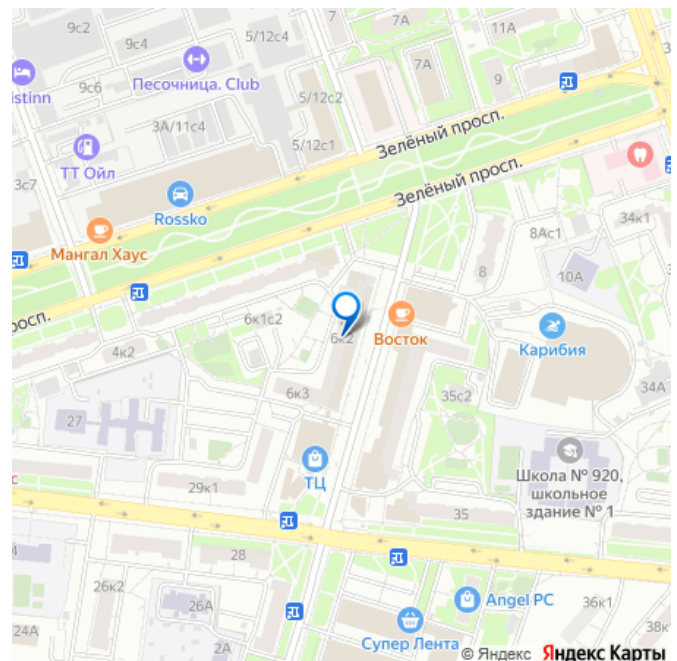 9с2
9с4
5/12с4
7А
7А
11А
9с6
Песочница. Club
7А
9
istinn
5/12с2
3А/11с4
5/12с1
Зелёный просп.
ТТ Ойл
3с7
Rossko
Зелёный просп.
34к1
Мангал Хаус
8Ас1
8
10А
просп.
6к1с2
6к2
Восток
Карибия
4к2
6к3
35с2
34А
27
ТЦ
Школа № 920,
школьное
здание № 1
с
29к1
35
4
28
26к2
26А
Angel PC
36к1
24А
2А
Супер Лента
38к
© Яндекс Яндекс Карты